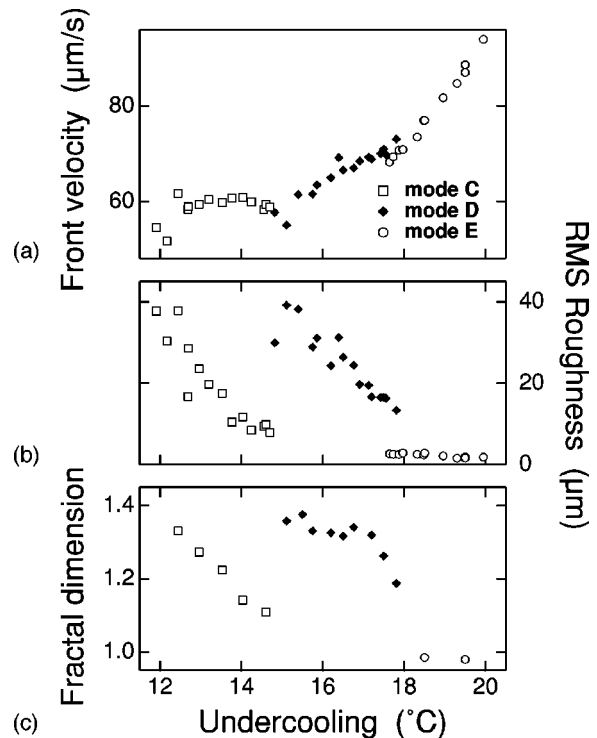 Front velocity (μm/s)
80
60
mode C
mode D
mode E
(a)
RMS Roughness (μm)
40
20
0
(b)
Fractal dimension
1.4
1.2
1.0
12 14 16 18 20
(c)
Undercooling (˚C)